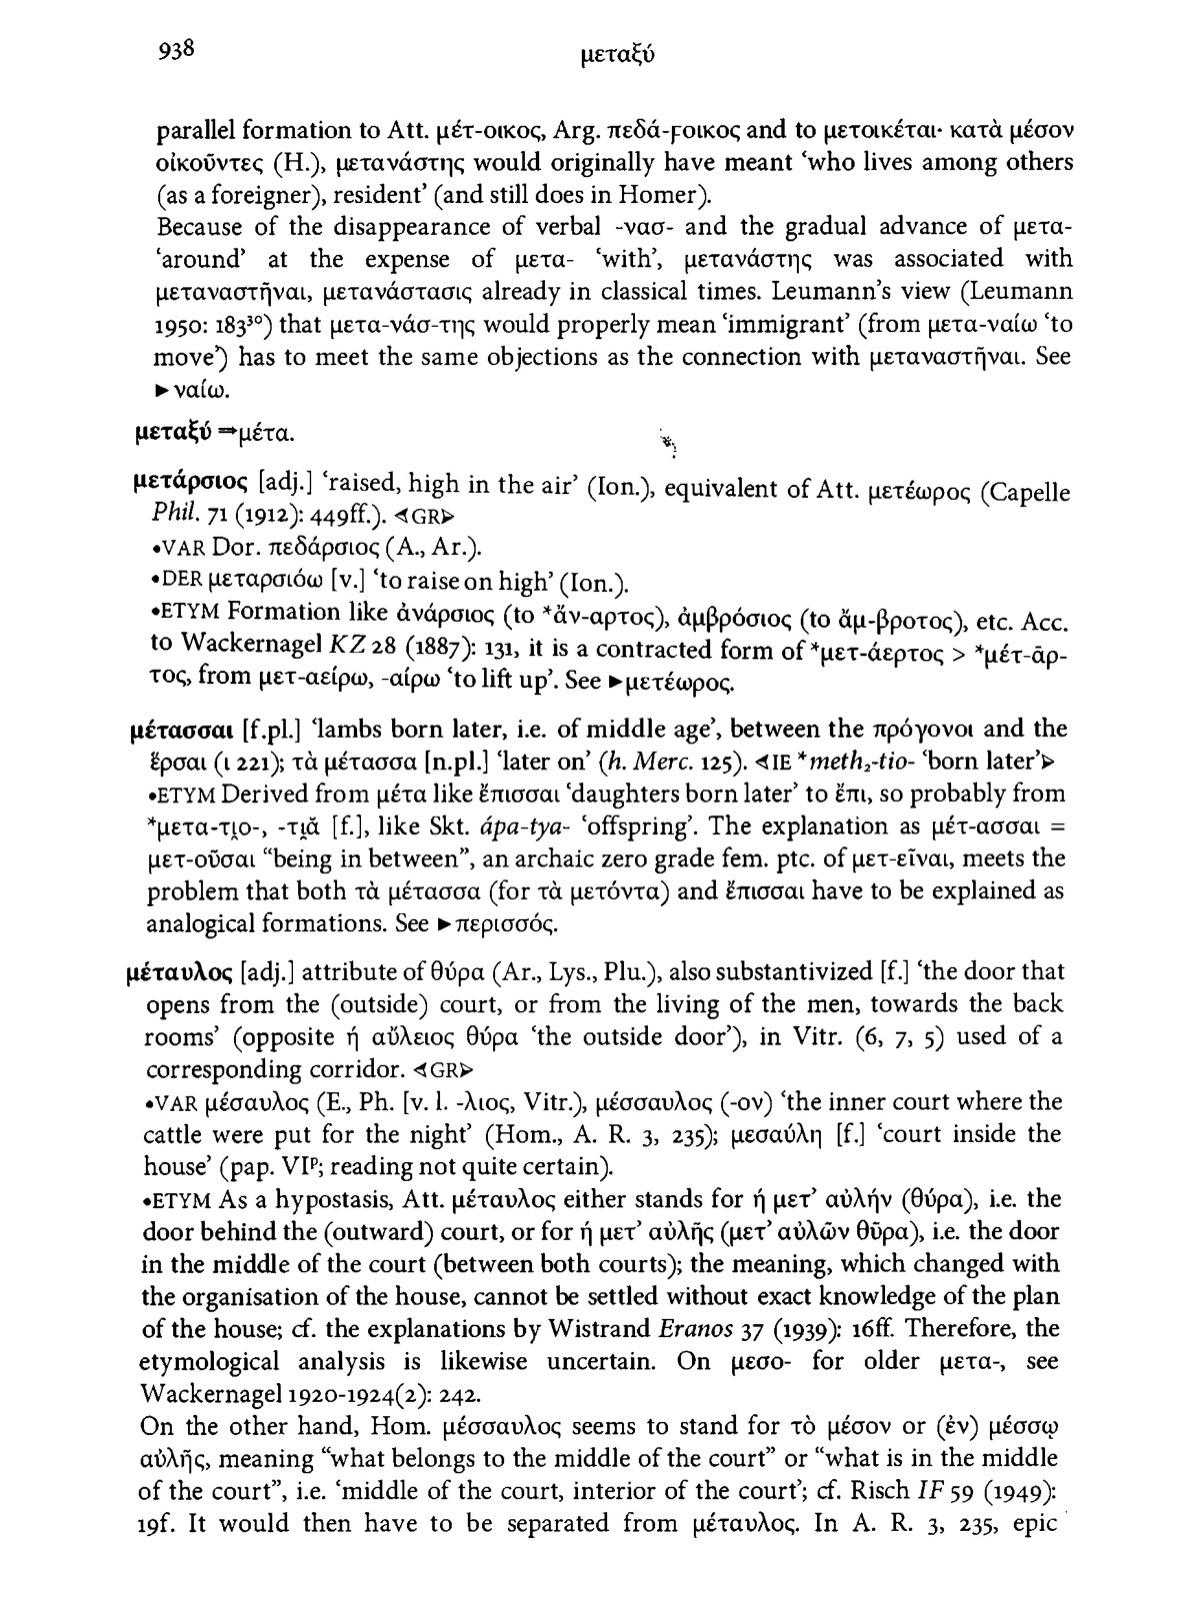 938
μεταξύ
parallel formation to Att. μέτ-οικος, Arg. πεδά-ϝοικος and to μετοικέται· κατὰ μέσον
οἰκοῦντες (H.), μετανάστης would originally have meant ‘who lives among others
(as a foreigner), resident’ (and still does in Homer).
Because of the disappearance of verbal -νασ- and the gradual advance of μετα-
‘around’ at the expense of μετα- ‘with’, μετανάστης was associated with
μεταναστῆναι, μετανάστασις already in classical times. Leumann’s view (Leumann
1950: 183³⁰) that μετα-νάσ-της would properly mean ‘immigrant’ (from μετα-ναίω ‘to
move’) has to meet the same objections as the connection with μεταναστῆναι. See
►ναίω.
μεταξύ ⇒μέτα.
μετάρσιος [adj.] ‘raised, high in the air’ (Ion.), equivalent of Att. μετέωρος (Capelle
Phil. 71 (1912): 449ff.). ⊲GR⊳
•VAR Dor. πεδάρσιος (A., Ar.).
•DER μεταρσιόω [v.] ‘to raise on high’ (Ion.).
•ETYM Formation like ἀνάρσιος (to *ἄν-αρτος), ἀμβρόσιος (to ἄμ-βροτος), etc. Acc.
to Wackernagel KZ 28 (1887): 131, it is a contracted form of *μετ-άερτος > *μέτ-ᾱρ-
τος, from μετ-αείρω, -αίρω ‘to lift up’. See ►μετέωρος.
μέτασσαι [f.pl.] ‘lambs born later, i.e. of middle age’, between the πρόγονοι and the
ἕρσαι (ι 221); τὰ μέτασσα [n.pl.] ‘later on’ (h. Merc. 125). ⊲IE *meth₂-tio- ‘born later’⊳
•ETYM Derived from μέτα like ἔπισσαι ‘daughters born later’ to ἔπι, so probably from
*μετα-τι̯ο-, -τι̯ᾰ [f.], like Skt. ápa-tya- ‘offspring’. The explanation as μέτ-ασσαι =
μετ-οῦσαι “being in between”, an archaic zero grade fem. ptc. of μετ-εῖναι, meets the
problem that both τὰ μέτασσα (for τὰ μετόντα) and ἔπισσαι have to be explained as
analogical formations. See ►περισσός.
μέταυλος [adj.] attribute of θύρα (Ar., Lys., Plu.), also substantivized [f.] ‘the door that
opens from the (outside) court, or from the living of the men, towards the back
rooms’ (opposite ἡ αὔλειος θύρα ‘the outside door’), in Vitr. (6, 7, 5) used of a
corresponding corridor. ⊲GR⊳
•VAR μέσαυλος (E., Ph. [v. l. -λιος, Vitr.), μέσσαυλος (-ον) ‘the inner court where the
cattle were put for the night’ (Hom., A. R. 3, 235); μεσαύλη [f.] ‘court inside the
house’ (pap. VIᵖ; reading not quite certain).
•ETYM As a hypostasis, Att. μέταυλος either stands for ἡ μετ’ αὐλήν (θύρα), i.e. the
door behind the (outward) court, or for ἡ μετ’ αὐλῆς (μετ’ αὐλῶν θῦρα), i.e. the door
in the middle of the court (between both courts); the meaning, which changed with
the organisation of the house, cannot be settled without exact knowledge of the plan
of the house; cf. the explanations by Wistrand Eranos 37 (1939): 16ff. Therefore, the
etymological analysis is likewise uncertain. On μεσο- for older μετα-, see
Wackernagel 1920-1924(2): 242.
On the other hand, Hom. μέσσαυλος seems to stand for τὸ μέσον or (ἐν) μέσσῳ
αὐλῆς, meaning “what belongs to the middle of the court” or “what is in the middle
of the court”, i.e. ‘middle of the court, interior of the court’; cf. Risch IF 59 (1949):
19f. It would then have to be separated from μέταυλος. In A. R. 3, 235, epic